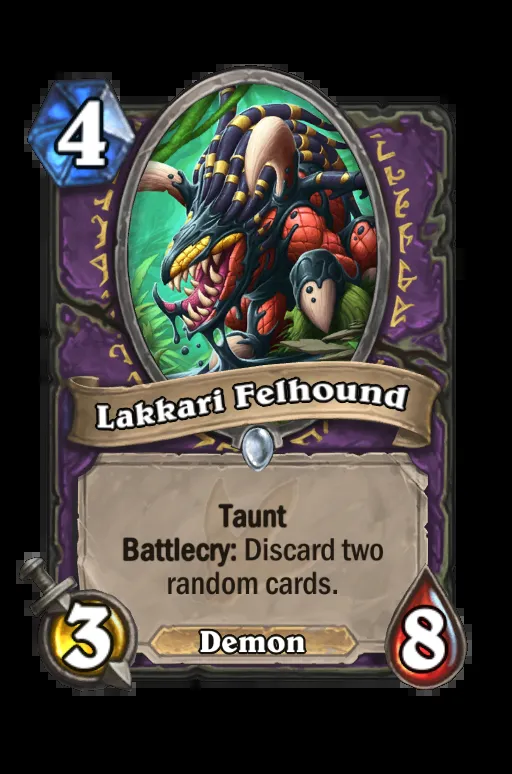 4
Lakkari Felhound
Taunt
Battlecry: Discard two
random cards.
3
Demon
8